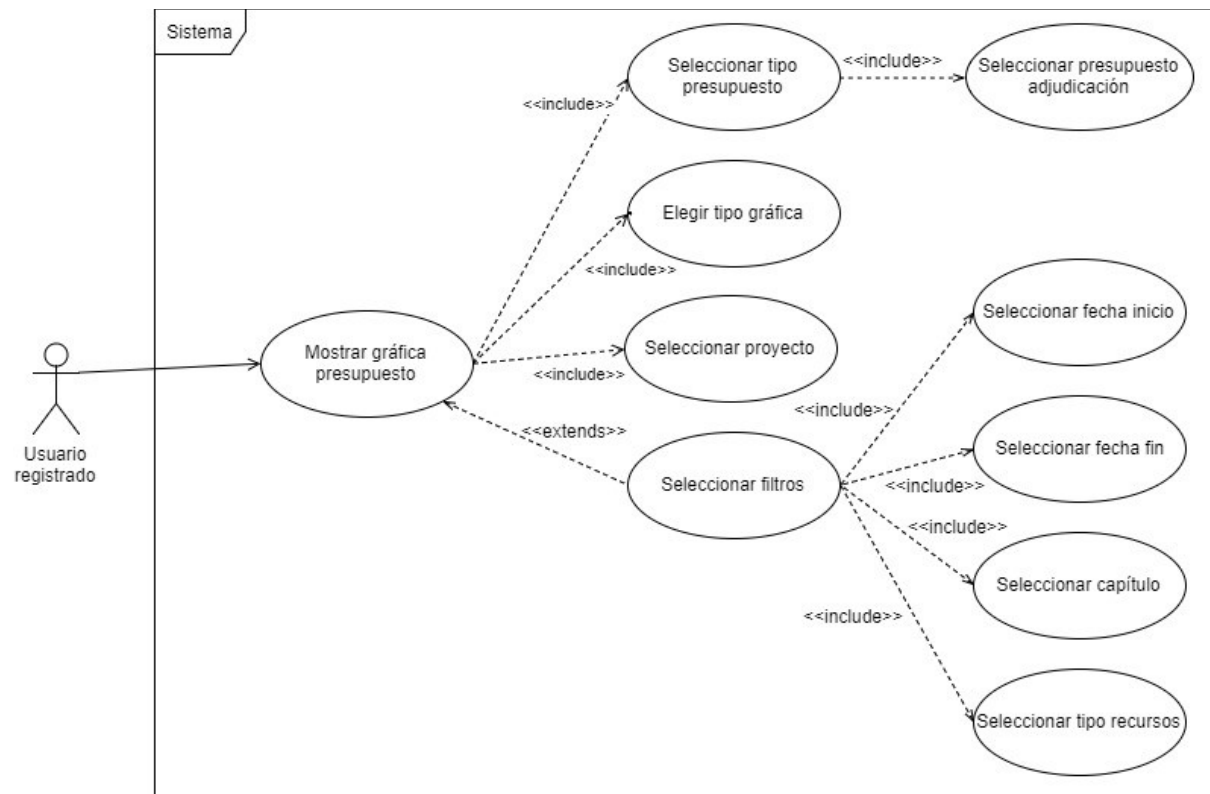 Sistema
Seleccionar tipo
presupuesto
<<include>>
Seleccionar presupuesto
adjudicación
<<include>>
Elegir tipo gráfica
<<include>>
Mostrar gráfica
presupuesto
Seleccionar proyecto
<<include>>
Seleccionar fecha inicio
<<include>>
<<extends>>
Seleccionar filtros
Seleccionar fecha fin
<<include>>
<<include>>
Seleccionar capítulo
<<include>>
Seleccionar tipo recursos
Usuario
registrado